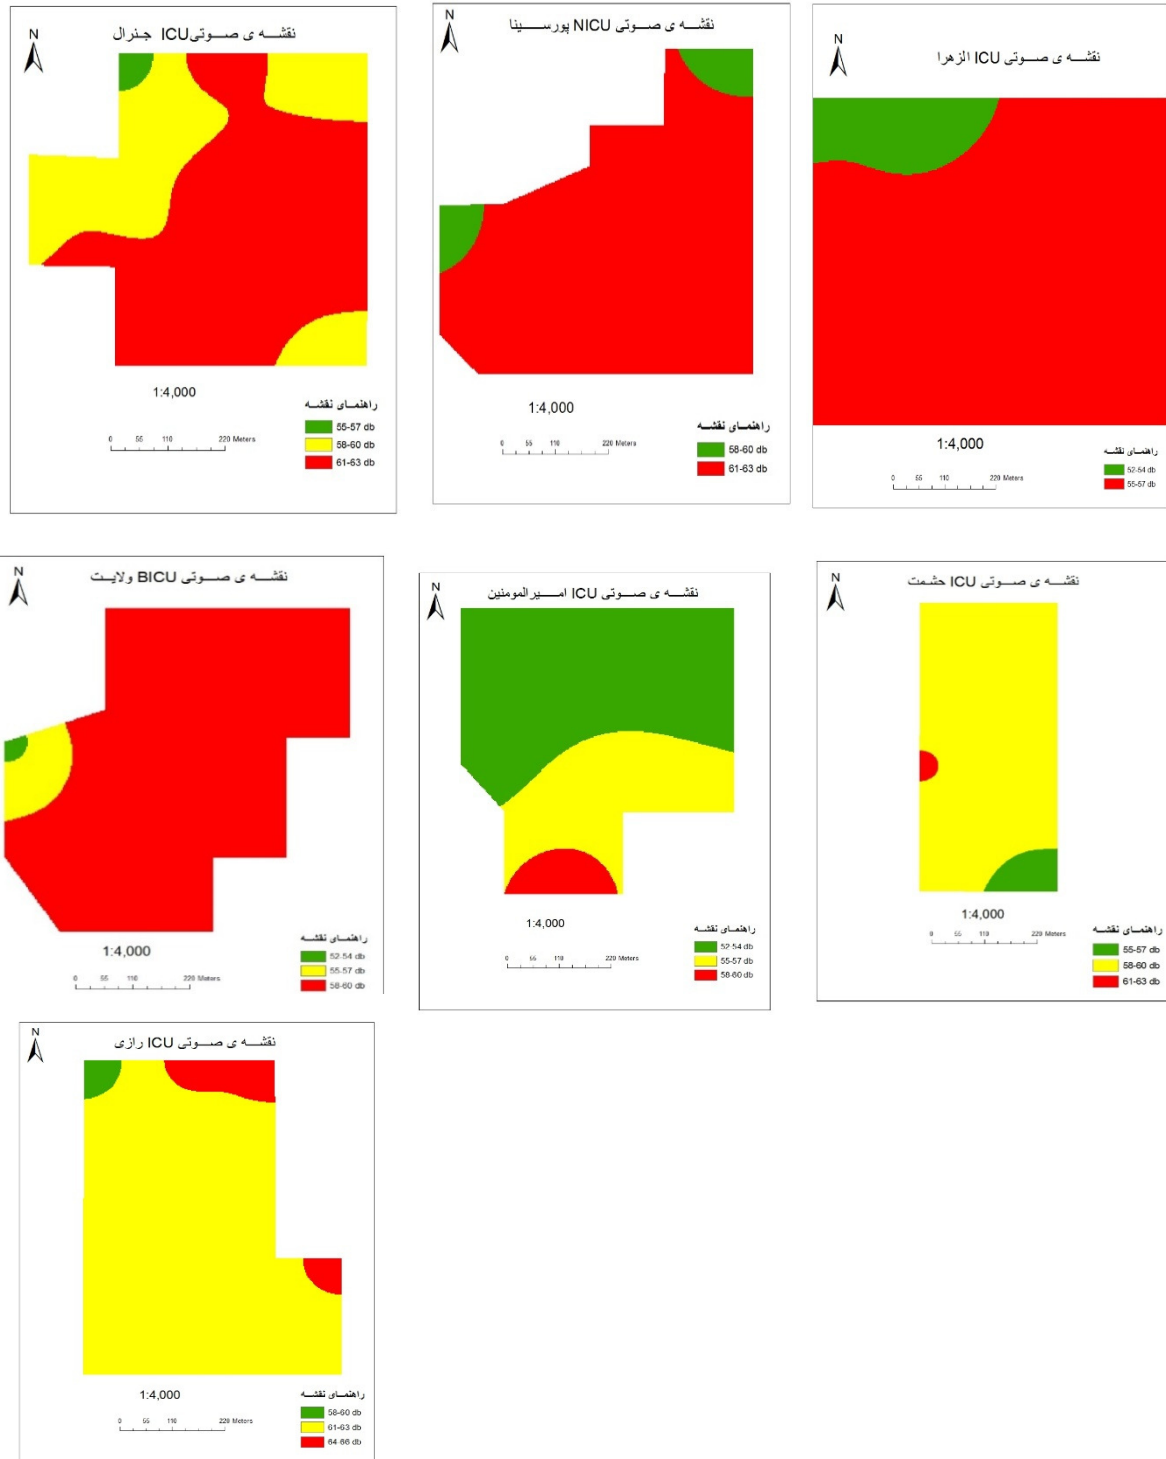 نقشه ی صوتی ICU جنرال
N
1:4,000
0 55 110 220 Meters
راهنمای نقشه
55-57 db
58-60 db
61-63 db
نقشه ی صوتی NICU پورسینا
N
1:4,000
0 55 110 220 Meters
راهنمای نقشه
58-60 db
61-63 db
نقشه ی صوتی ICU الزهرا
N
1:4,000
0 55 110 220 Meters
راهنمای نقشه
52-54 db
55-57 db
نقشه ی صوتی BICU ولایت
N
1:4,000
0 55 110 220 Meters
راهنمای نقشه
52-54 db
55-57 db
58-60 db
نقشه ی صوتی ICU امیرالمومنین
N
1:4,000
0 55 110 220 Meters
راهنمای نقشه
52-54 db
55-57 db
58-60 db
نقشه ی صوتی ICU حشمت
N
1:4,000
0 55 110 220 Meters
راهنمای نقشه
55-57 db
58-60 db
61-63 db
نقشه ی صوتی ICU رازی
N
1:4,000
0 55 110 220 Meters
راهنمای نقشه
58-60 db
61-63 db
64-66 db